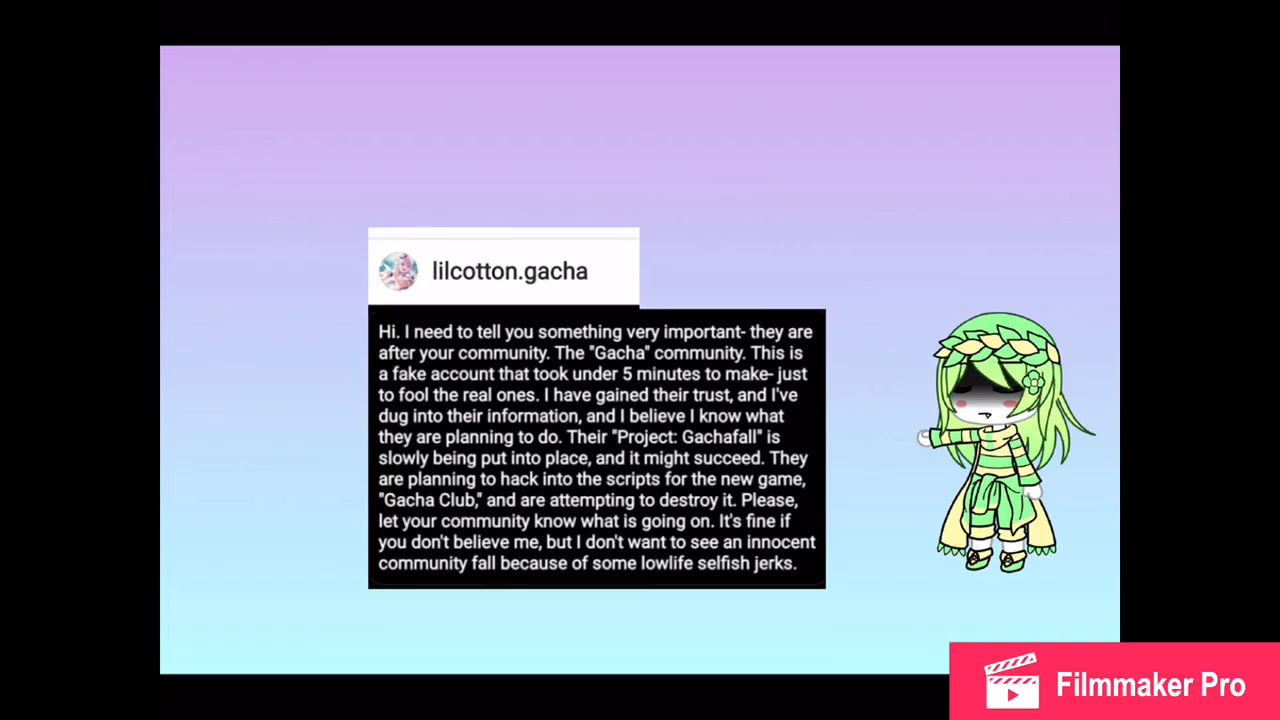 lilcotton.gacha
Hi. I need to tell you something very important- they are
after your community. The "Gacha" community. This is
a fake account that took under 5 minutes to make- just
to fool the real ones. I have gained their trust, and I've
dug into their information, and I believe I know what
they are planning to do. Their "Project: Gachafall" is
slowly being put into place, and it might succeed. They
are planning to hack into the scripts for the new game,
"Gacha Club," and are attempting to destroy it. Please,
let your community know what is going on. It's fine if
you don't believe me, but I don't want to see an innocent
community fall because of some lowlife selfish jerks.
Filmmaker Pro